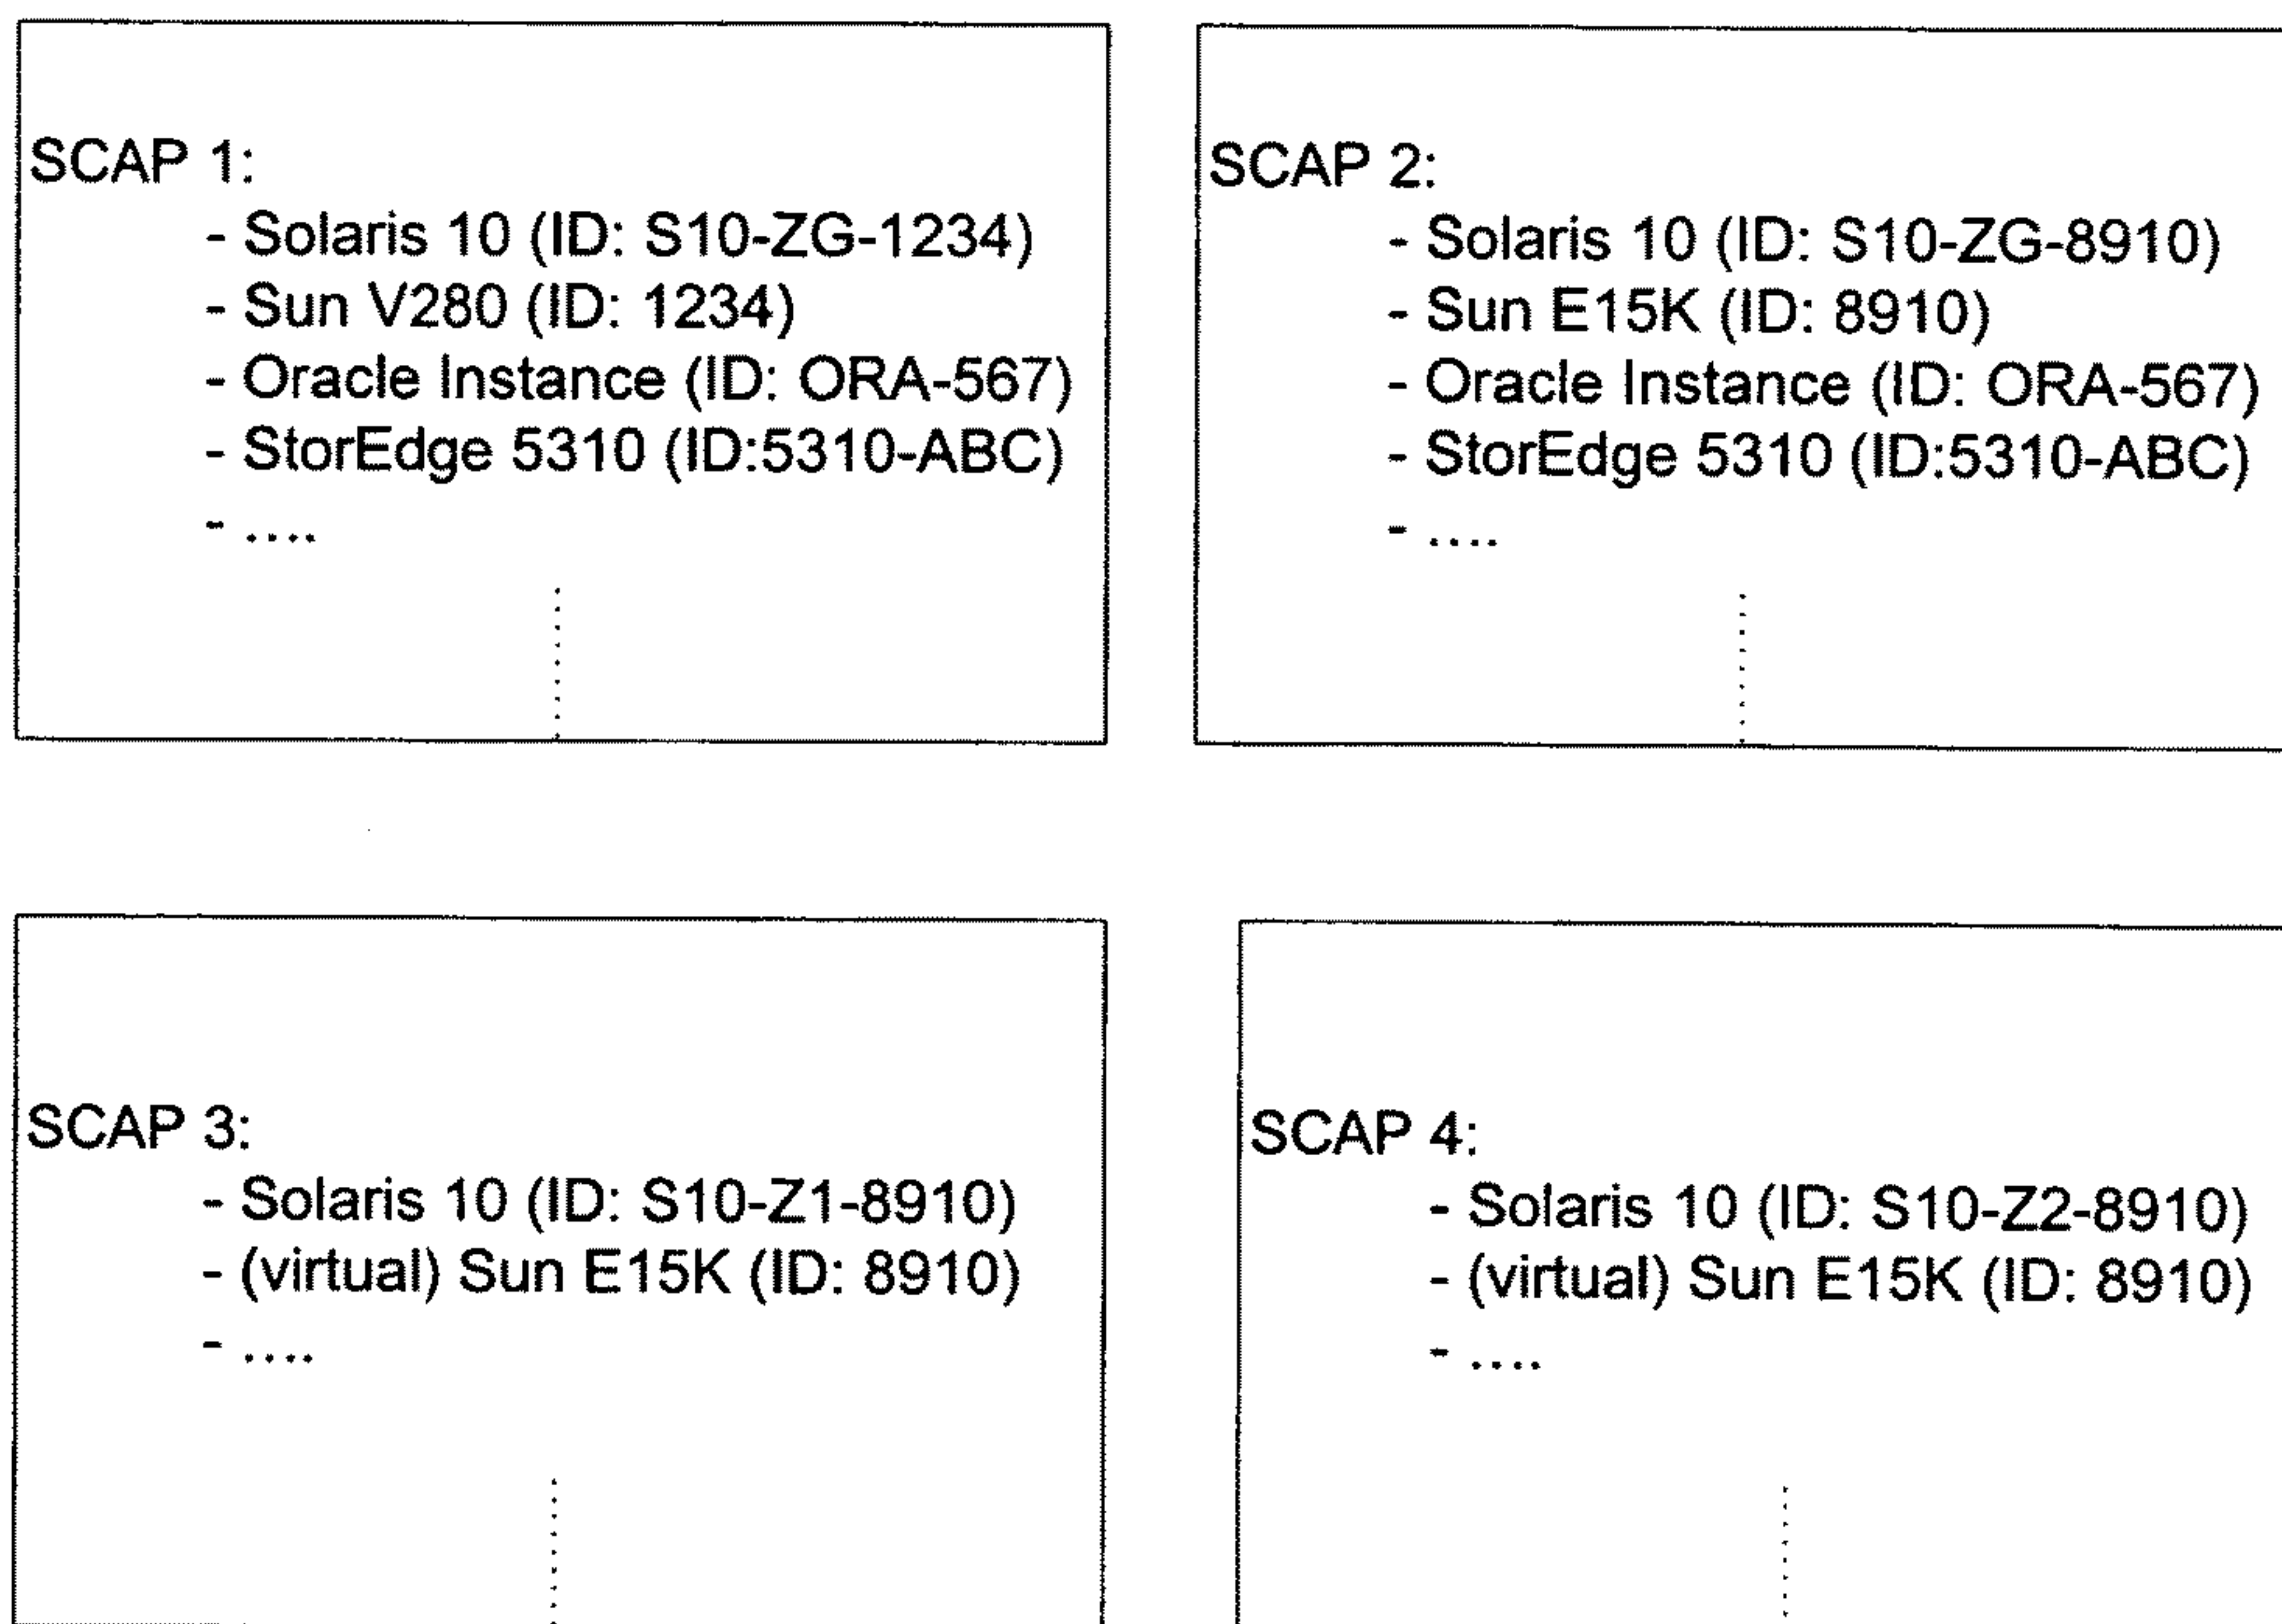 SCAP 1:
- Solaris 10 (ID: S10-ZG-1234)
- Sun V280 (ID: 1234)
- Oracle Instance (ID: ORA-567)
- StorEdge 5310 (ID:5310-ABC)
- ....
SCAP 2:
- Solaris 10 (ID: S10-ZG-8910)
- Sun E15K (ID: 8910)
- Oracle Instance (ID: ORA-567)
- StorEdge 5310 (ID:5310-ABC)
- ....
SCAP 3:
- Solaris 10 (ID: S10-Z1-8910)
- (virtual) Sun E15K (ID: 8910)
- ....
SCAP 4:
- Solaris 10 (ID: S10-Z2-8910)
- (virtual) Sun E15K (ID: 8910)
- ....